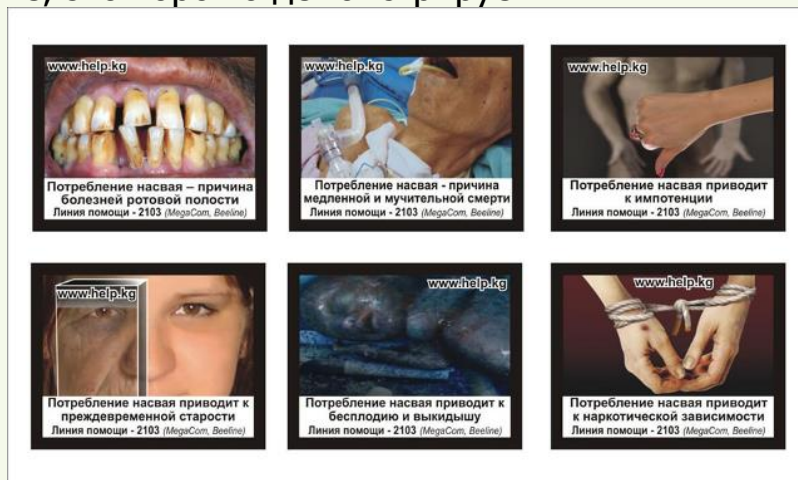 www.help.kg
Потребление насвая – причина
болезней ротовой полости
Линия помощи - 2103 (MegaCom, Beeline)
www.help.kg
Потребление насвая - причина
медленной и мучительной смерти
Линия помощи - 2103 (MegaCom, Beeline)
www.help.kg
Потребление насвая приводит
к импотенции
Линия помощи - 2103 (MegaCom, Beeline)
www.help.kg
Потребление насвая приводит к
преждевременной старости
Линия помощи - 2103 (MegaCom, Beeline)
www.help.kg
Потребление насвая приводит к
бесплодию и выкидышу
Линия помощи - 2103 (MegaCom, Beeline)
www.help.kg
Потребление насвая приводит
к наркотической зависимости
Линия помощи - 2103 (MegaCom, Beeline)